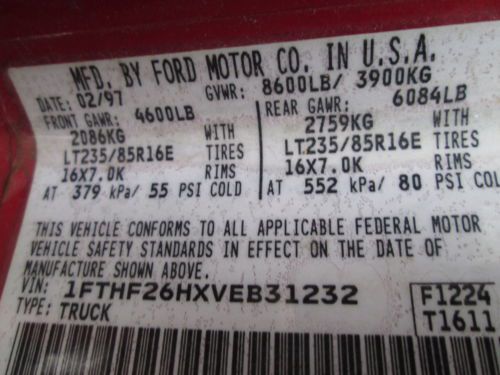 MFD. BY FORD MOTOR CO. IN U.S.A.
DATE: 02/97 GVWR: 8600LB/ 3900KG
FRONT GAWR: 4600LB REAR GAWR: 6084LB
2086KG WITH 2759KG WITH
LT235/85R16E TIRES LT235/85R16E TIRES
16X7.0K RIMS 16X7.0K RIMS
AT 379 kPa/ 55 PSI COLD AT 552 kPa/ 80 PSI COL
THIS VEHICLE CONFORMS TO ALL APPLICABLE FEDERAL MOTOR
VEHICLE SAFETY STANDARDS IN EFFECT ON THE DATE OF
MANUFACTURE SHOWN ABOVE.
VIN: 1FTHF26HXVEB31232 F1224
TYPE: TRUCK T1611